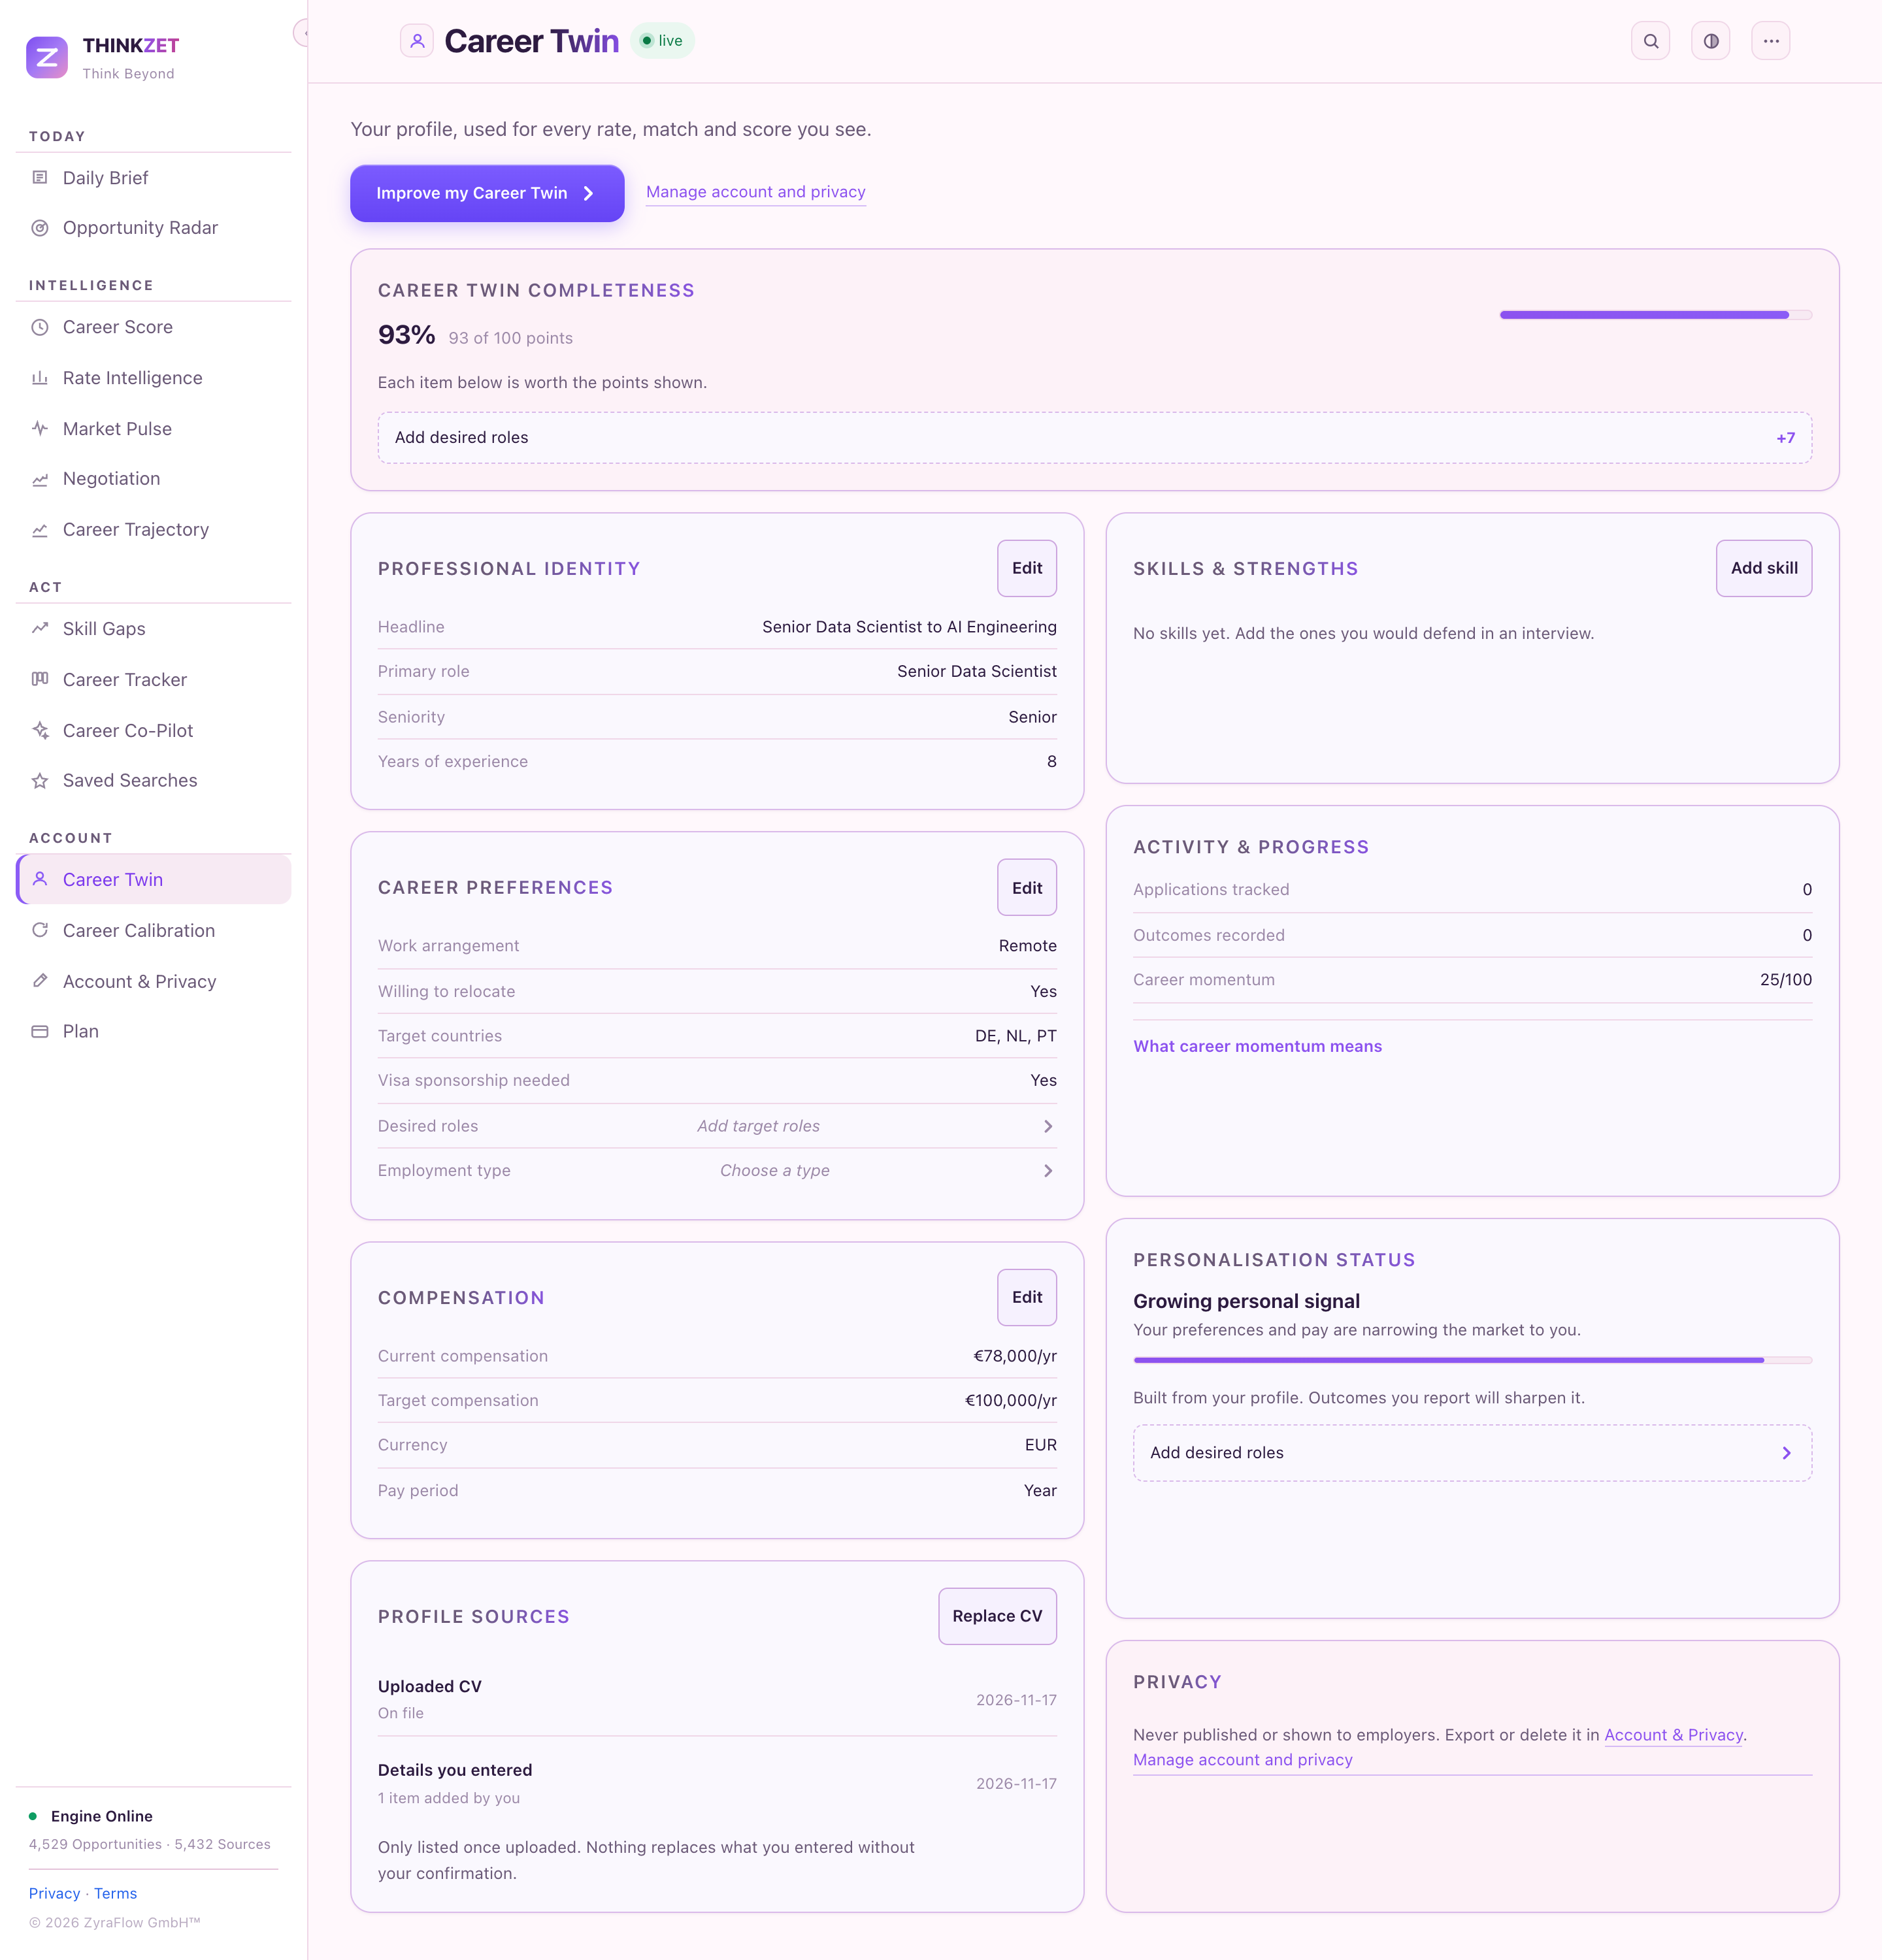 THINKZET
Think Beyond
TODAY
Daily Brief
Opportunity Radar
INTELLIGENCE
Career Score
Rate Intelligence
Market Pulse
Negotiation
Career Trajectory
ACT
Skill Gaps
Career Tracker
Career Co-Pilot
Saved Searches
ACCOUNT
Career Twin
Career Calibration
Account & Privacy
Plan
Engine Online
4,529 Opportunities · 5,432 Sources
Privacy · Terms
© 2026 ZyraFlow GmbH™
Career Twin live
Your profile, used for every rate, match and score you see.
Improve my Career Twin Manage account and privacy
CAREER TWIN COMPLETENESS
93% 93 of 100 points
Each item below is worth the points shown.
Add desired roles +7
PROFESSIONAL IDENTITY Edit
Headline Senior Data Scientist to AI Engineering
Primary role Senior Data Scientist
Seniority Senior
Years of experience 8
CAREER PREFERENCES Edit
Work arrangement Remote
Willing to relocate Yes
Target countries DE, NL, PT
Visa sponsorship needed Yes
Desired roles Add target roles
Employment type Choose a type
COMPENSATION Edit
Current compensation €78,000/yr
Target compensation €100,000/yr
Currency EUR
Pay period Year
PROFILE SOURCES Replace CV
Uploaded CV
On file 2026-11-17
Details you entered
1 item added by you 2026-11-17
Only listed once uploaded. Nothing replaces what you entered without
your confirmation.
SKILLS & STRENGTHS Add skill
No skills yet. Add the ones you would defend in an interview.
ACTIVITY & PROGRESS
Applications tracked 0
Outcomes recorded 0
Career momentum 25/100
What career momentum means
PERSONALISATION STATUS
Growing personal signal
Your preferences and pay are narrowing the market to you.
Built from your profile. Outcomes you report will sharpen it.
Add desired roles
PRIVACY
Never published or shown to employers. Export or delete it in Account & Privacy.
Manage account and privacy